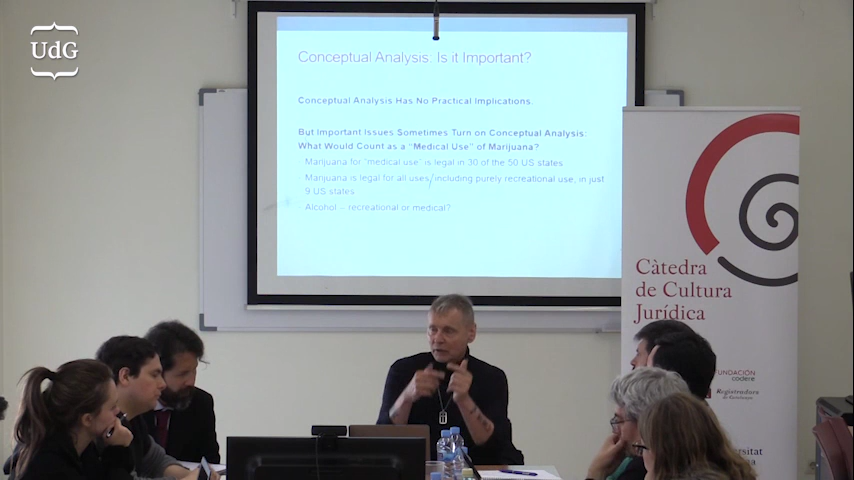 UdG
Conceptual Analysis: Is it Important?
Conceptual Analysis Has No Practical Implications.
But Important Issues Sometimes Turn on Conceptual Analysis:
What Would Count as a "Medical Use" of Marijuana?
- Marijuana for "medical use" is legal in 30 of the 50 US states
- Marijuana is legal for all uses/including purely recreational use, in just
9 US states
- Alcohol – recreational or medical?
Càtedra
de Cultura
Jurídica
FUNDACIÓN
codere
Registradors
de Catalunya